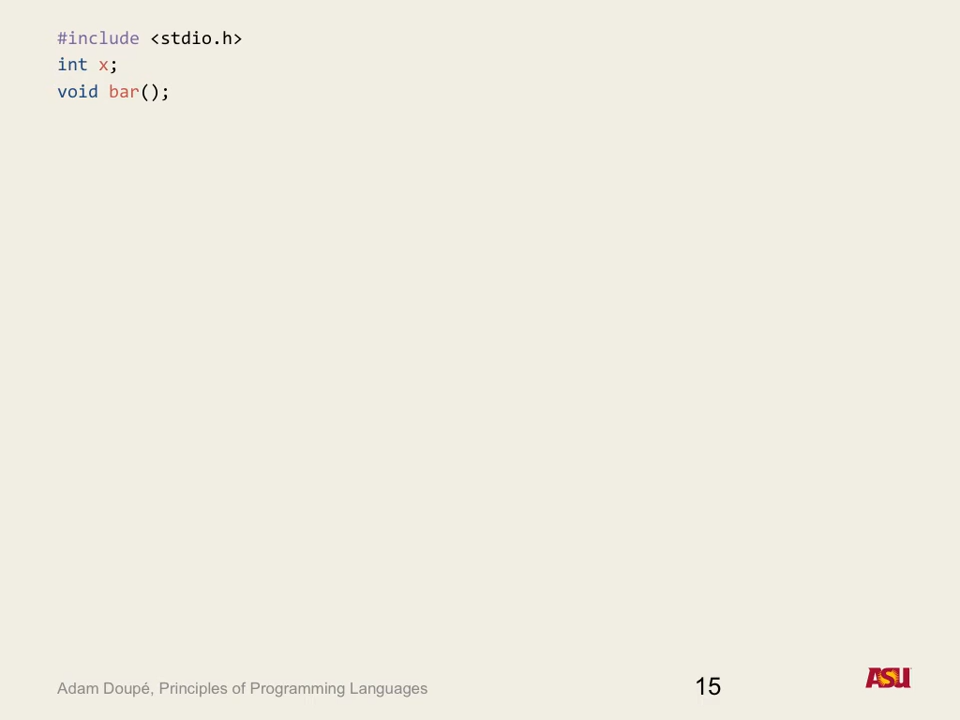 #include <stdio.h>
int x;
void bar();
Adam Doupé, Principles of Programming Languages
15
ASU